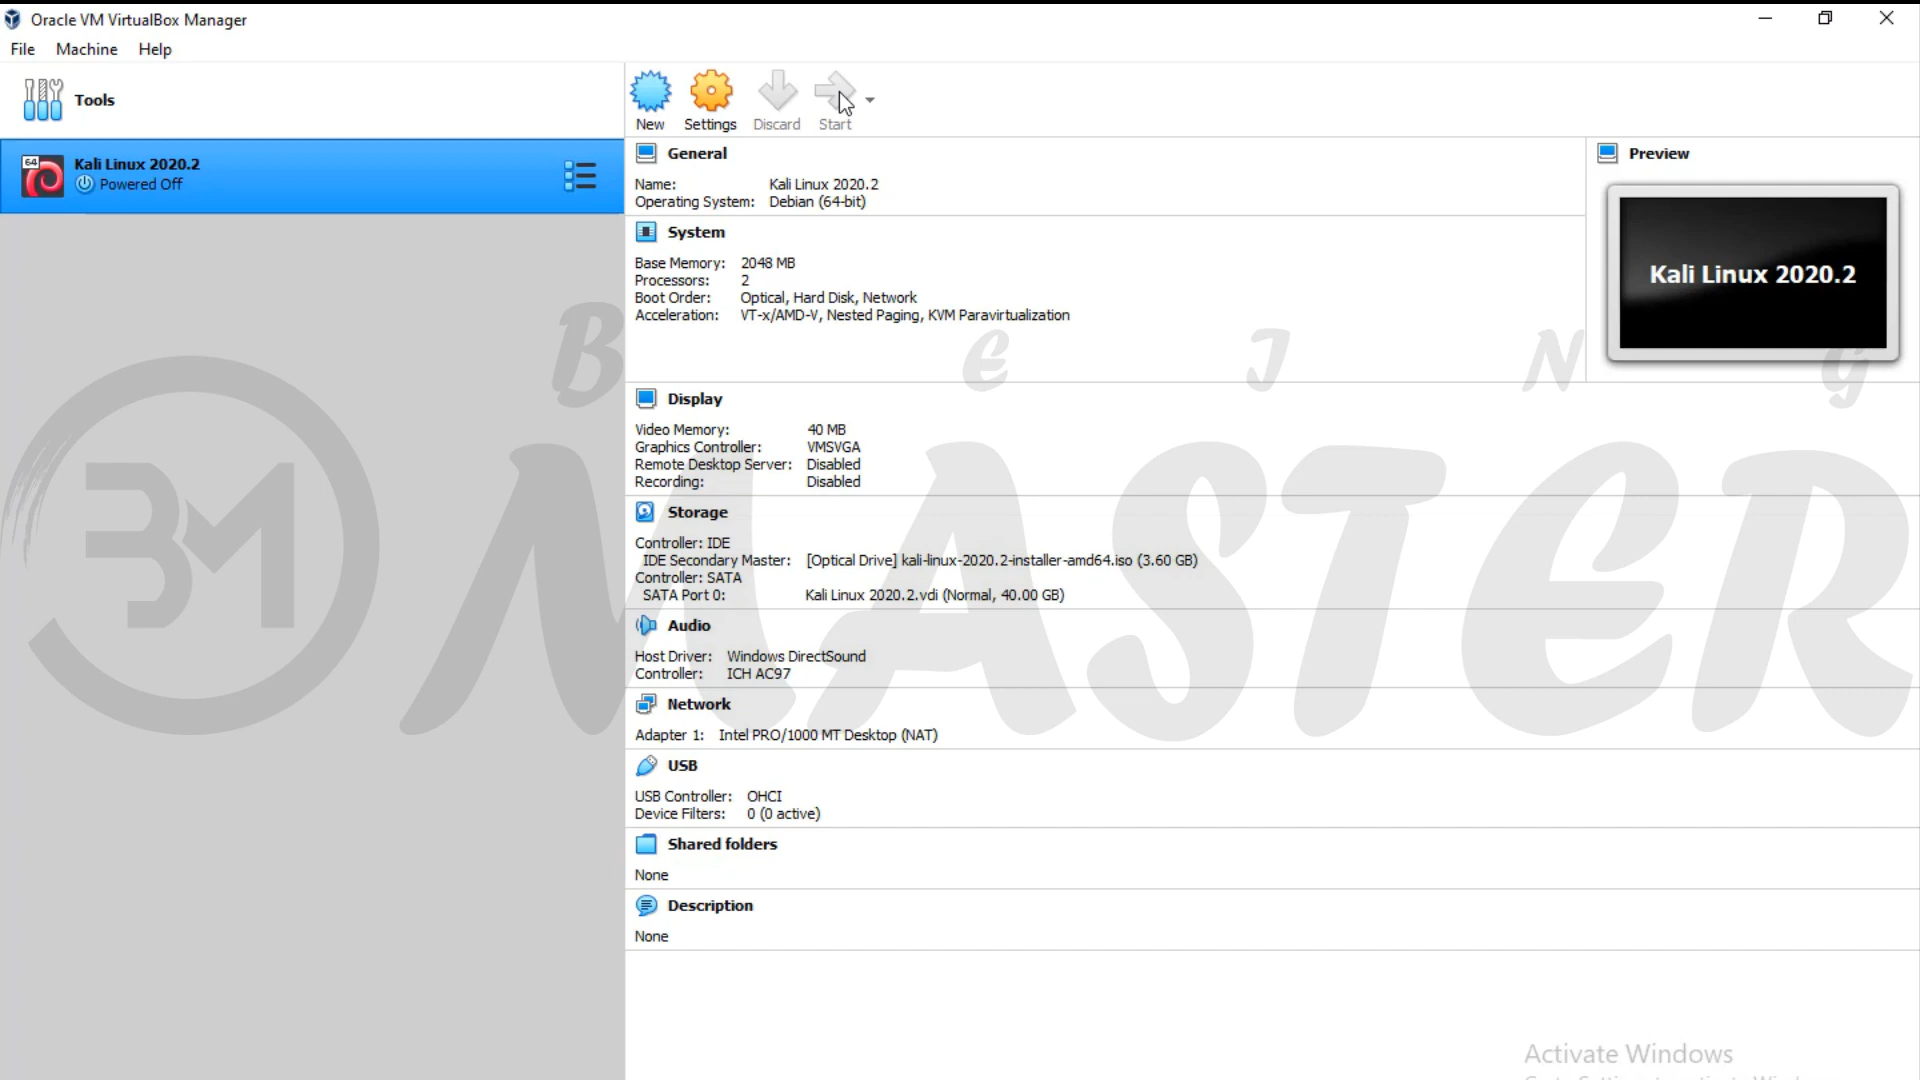 Oracle VM VirtualBox Manager
File Machine Help
Tools
New Settings Discard Start
64
Kali Linux 2020.2
Powered Off
General
Name: Kali Linux 2020.2
Operating System: Debian (64-bit)
Preview
Kali Linux 2020.2
System
Base Memory: 2048 MB
Processors: 2
Boot Order: Optical, Hard Disk, Network
Acceleration: VT-x/AMD-V, Nested Paging, KVM Paravirtualization
Display
Video Memory: 40 MB
Graphics Controller: VMSVGA
Remote Desktop Server: Disabled
Recording: Disabled
Storage
Controller: IDE
IDE Secondary Master: [Optical Drive] kali-linux-2020.2-installer-amd64.iso (3.60 GB)
Controller: SATA
SATA Port 0: Kali Linux 2020.2.vdi (Normal, 40.00 GB)
Audio
Host Driver: Windows DirectSound
Controller: ICH AC97
Network
Adapter 1: Intel PRO/1000 MT Desktop (NAT)
USB
USB Controller: OHCI
Device Filters: 0 (0 active)
Shared folders
None
Description
None
BEING
MASTER
BM
Activate Windows